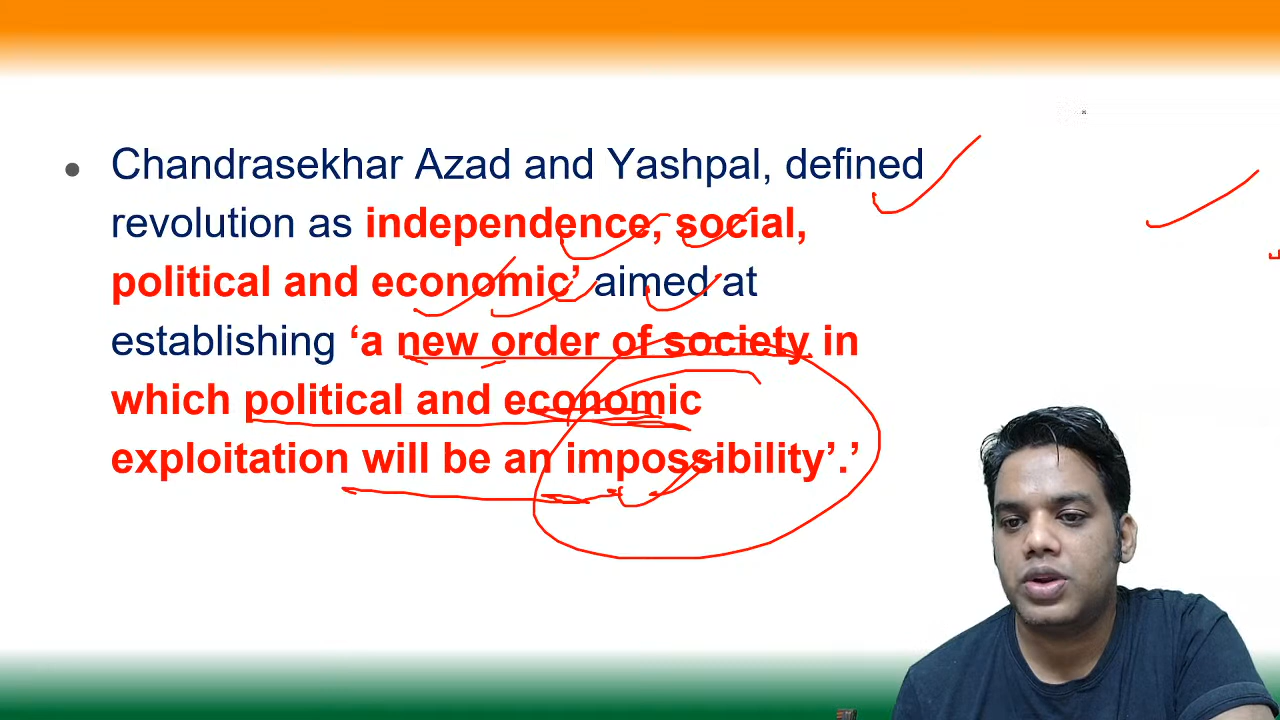 Chandrasekhar Azad and Yashpal, defined
revolution as independence, social,
political and economic’ aimed at
establishing ‘a new order of society in
which political and economic
exploitation will be an impossibility’.’